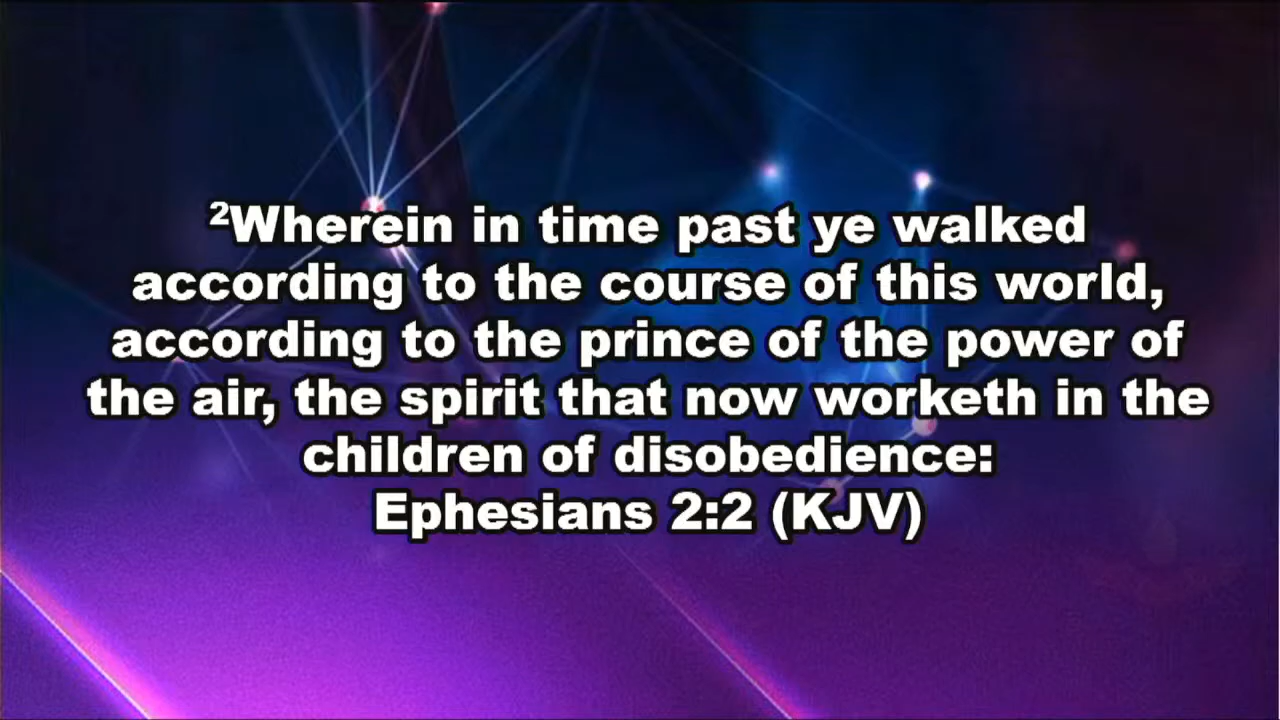 ²Wherein in time past ye walked
according to the course of this world,
according to the prince of the power of
the air, the spirit that now worketh in the
children of disobedience:
Ephesians 2:2 (KJV)